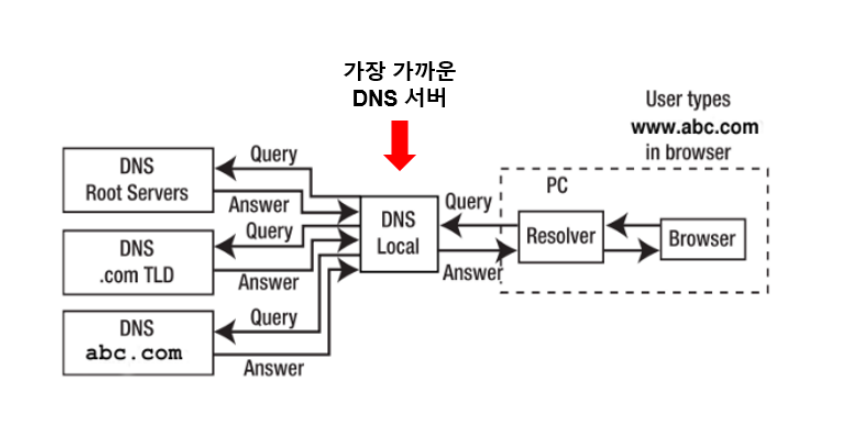 가장 가까운
DNS 서버
User types
www.abc.com
in browser
DNS
Root Servers
Query
Answer
DNS
.com TLD
Query
Answer
DNS
abc.com
Query
Answer
DNS
Local
Query
Answer
PC
Resolver
Browser